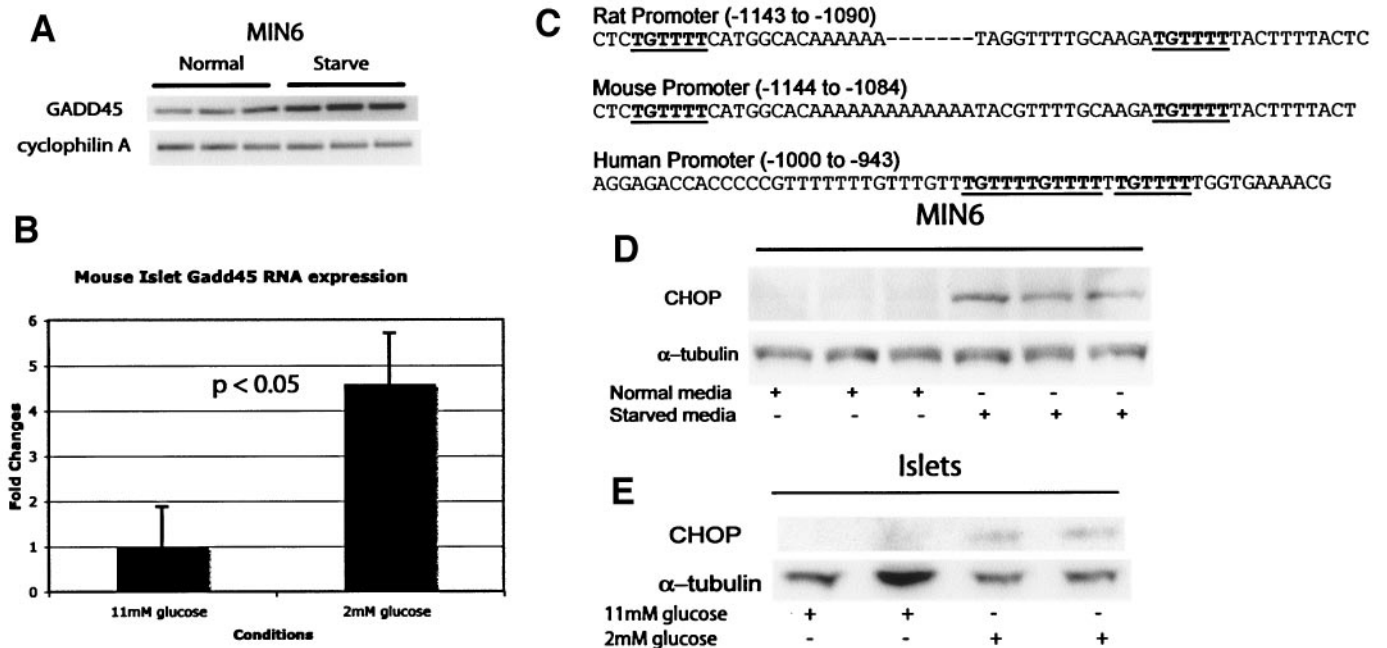 A
MIN6
Normal Starve
GADD45
cyclophilin A
B
Mouse Islet Gadd45 RNA expression
Fold Changes
6
5
4
3
2
1
0
p < 0.05
11mM glucose 2mM glucose
Conditions
C
Rat Promoter (-1143 to -1090)
CTCTGTTTTCATGGCACAAAAAA-------TAGGTTTTGCAAGATGTTTTTACTTTTACTC
Mouse Promoter (-1144 to -1084)
CTCTGTTTTCATGGCACAAAAAAAAAAAAAATACGTTTTGCAAGATGTTTTTACTTTTACT
Human Promoter (-1000 to -943)
AGGAGACCACCCCCGTTTTTTTGTTTGTTTGTTTTGTTTTTGTTTTTGGTGAAAACG
D
MIN6
CHOP
α–tubulin
Normal media + + + - - -
Starved media - - - + + +
E
Islets
CHOP
α–tubulin
11mM glucose + + - -
2mM glucose - - + +